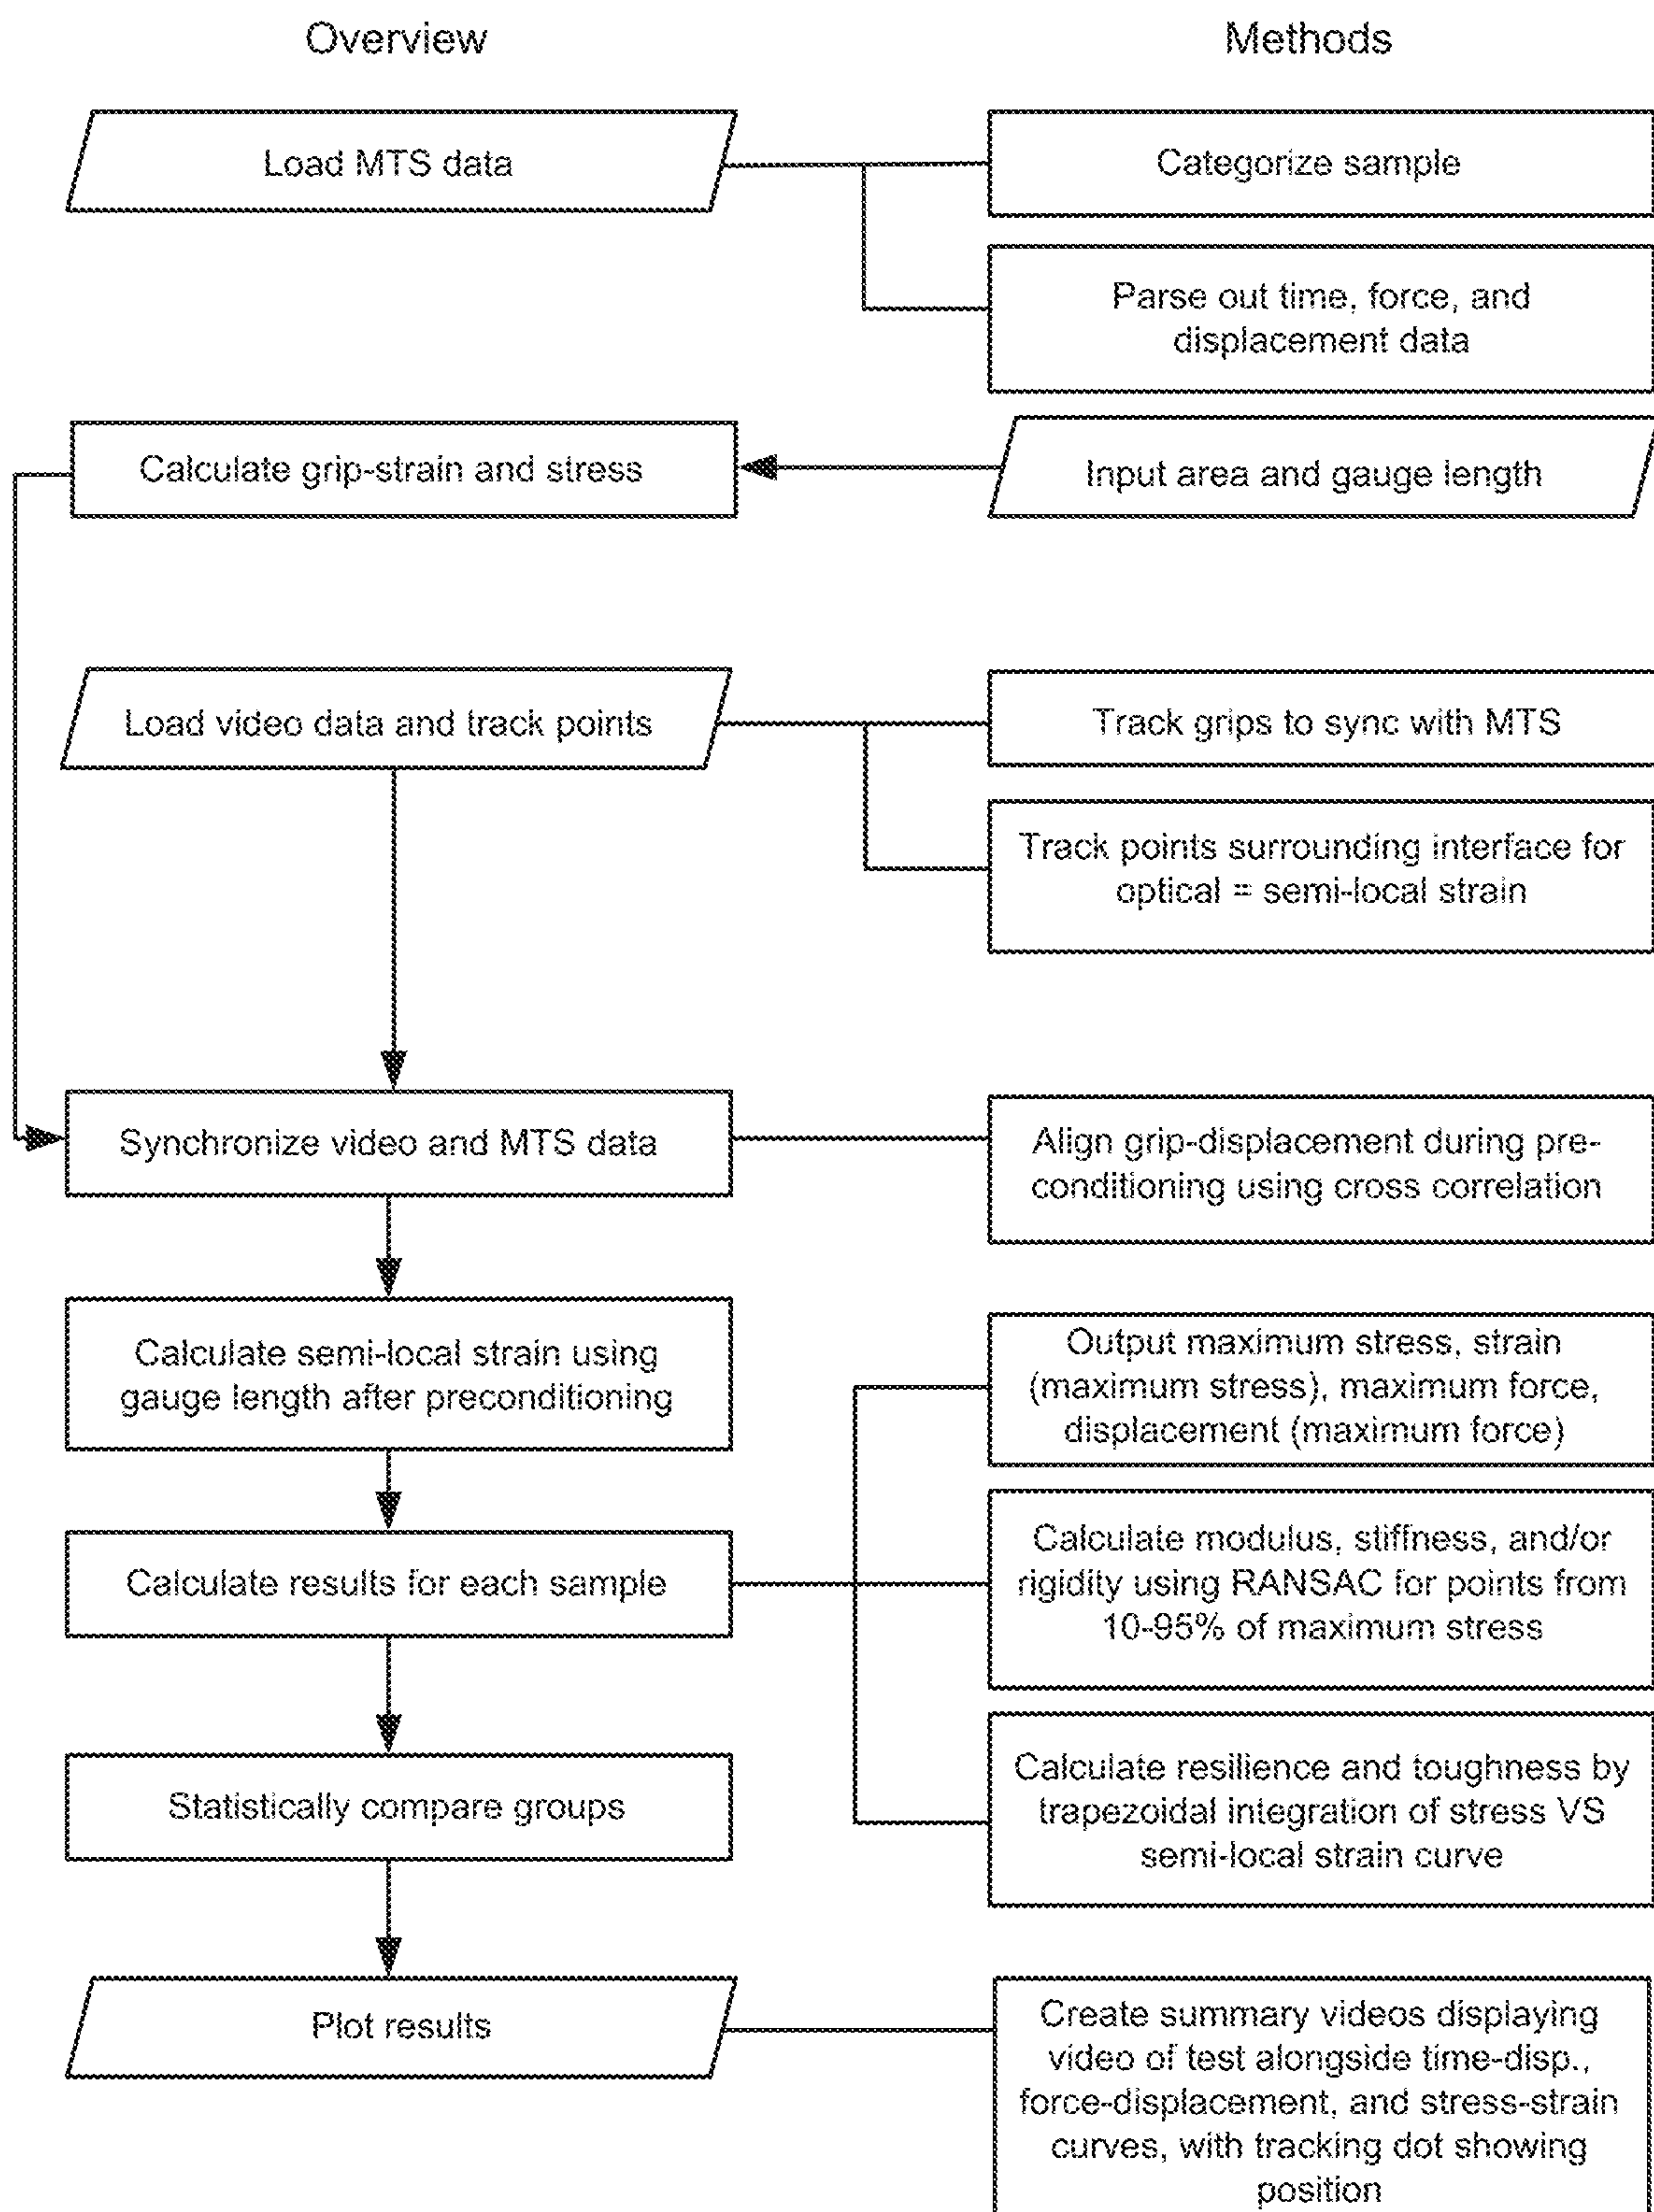 Overview
Methods
Load MTS data
Categorize sample
Parse out time, force, and
displacement data
Calculate grip-strain and stress
Input area and gauge length
Load video data and track points
Track grips to sync with MTS
Track points surrounding interface for
optical = semi-local strain
Synchronize video and MTS data
Align grip-displacement during pre-
conditioning using cross correlation
Calculate semi-local strain using
gauge length after preconditioning
Output maximum stress, strain
(maximum stress), maximum force,
displacement (maximum force)
Calculate results for each sample
Calculate modulus, stiffness, and/or
rigidity using RANSAC for points from
10-95% of maximum stress
Calculate resilience and toughness by
trapezoidal integration of stress VS
semi-local strain curve
Statistically compare groups
Plot results
Create summary videos displaying
video of test alongside time-disp.,
force-displacement, and stress-strain
curves, with tracking dot showing
position